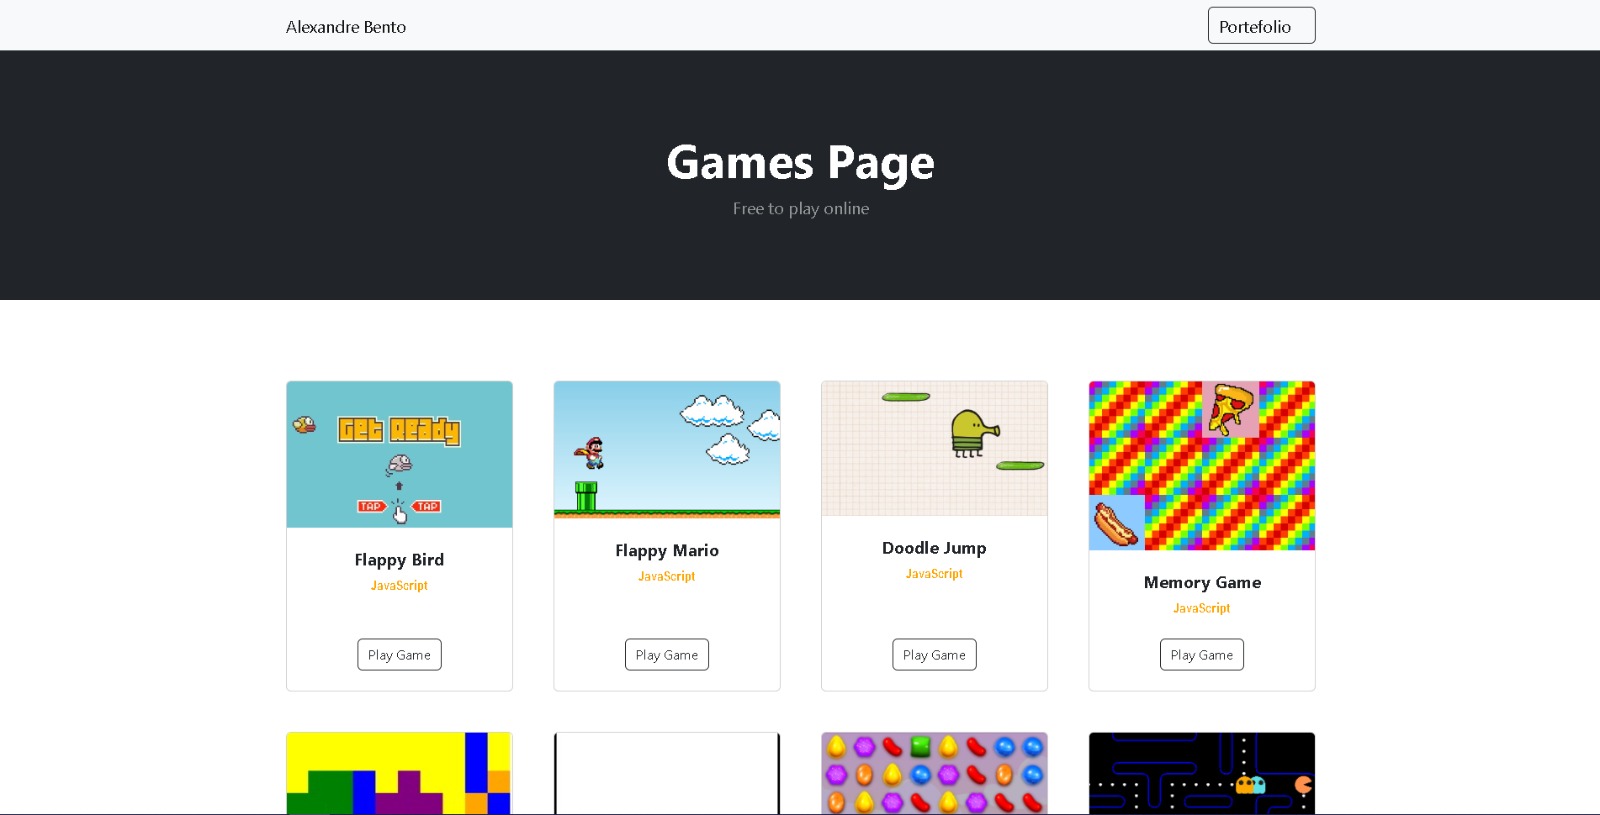 Alexandre Bento
Portefolio
Games Page
Free to play online
Get Ready
TAP TAP
Flappy Bird
JavaScript
Play Game
Flappy Mario
JavaScript
Play Game
Doodle Jump
JavaScript
Play Game
Memory Game
JavaScript
Play Game